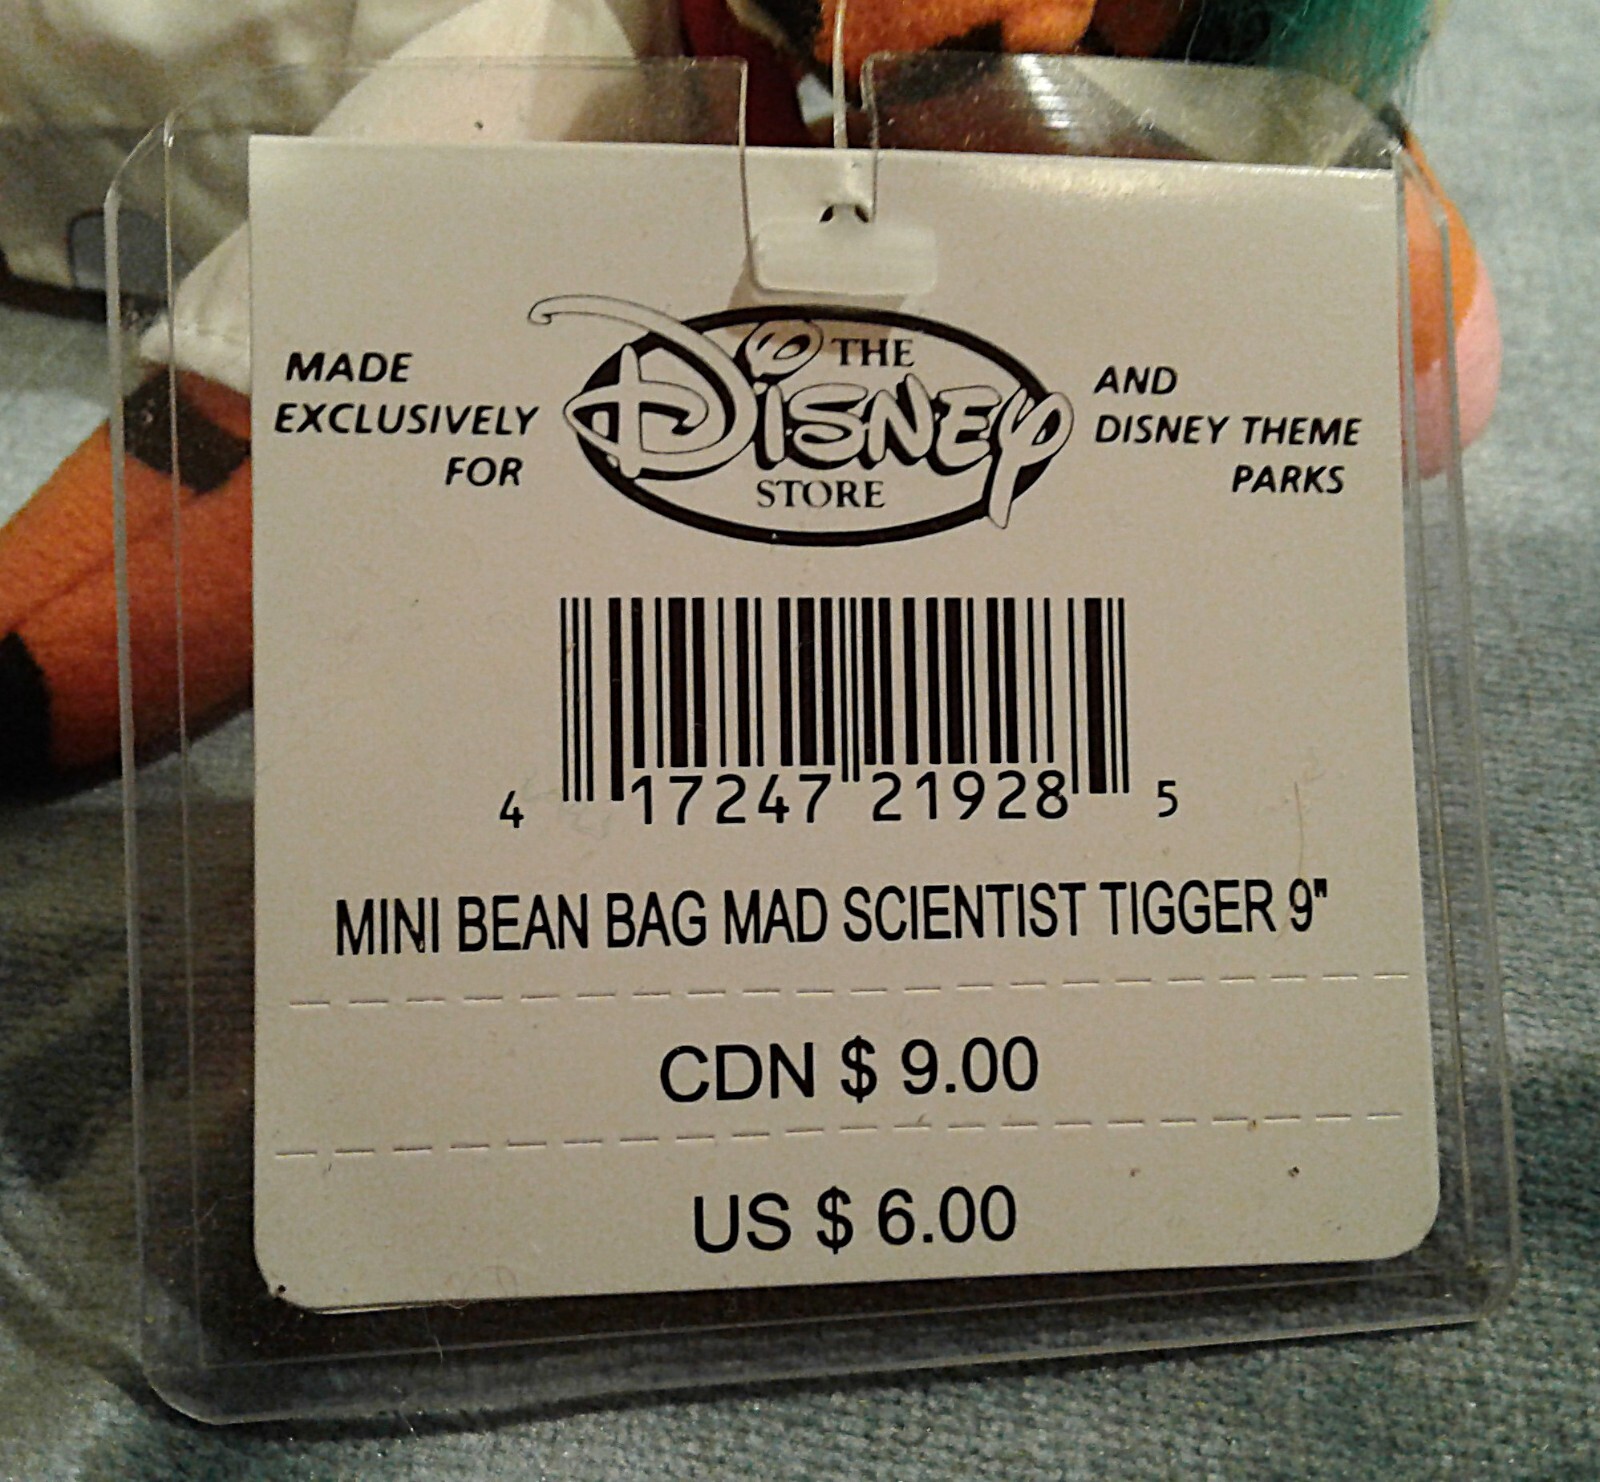 MADE
EXCLUSIVELY
FOR
THE
DISNEY
STORE
AND
DISNEY THEME
PARKS
4 17247 21928 5
MINI BEAN BAG MAD SCIENTIST TIGGER 9"
CDN $ 9.00
US $ 6.00